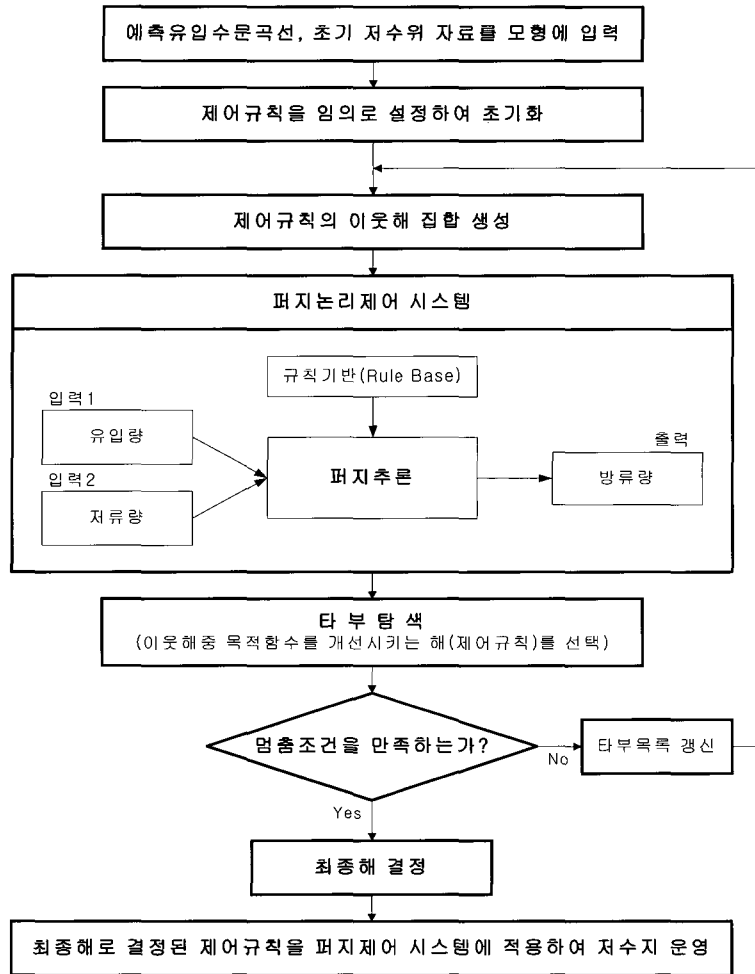 예측유입수문곡선, 초기 저수위 자료를 모형에 입력
제어규칙을 임의로 설정하여 초기화
제어규칙의 이웃해 집합 생성
퍼지논리제어 시스템
규칙기반(Rule Base)
입력1
유입량
입력2
저류량
퍼지추론
출력
방류량
타 부 탐 색
(이웃해중 목적함수를 개선시키는 해(제어규칙)를 선택)
멈춤조건을 만족하는가?
No
타부목록 갱신
Yes
최종해 결정
최종해로 결정된 제어규칙을 퍼지제어 시스템에 적용하여 저수지 운영